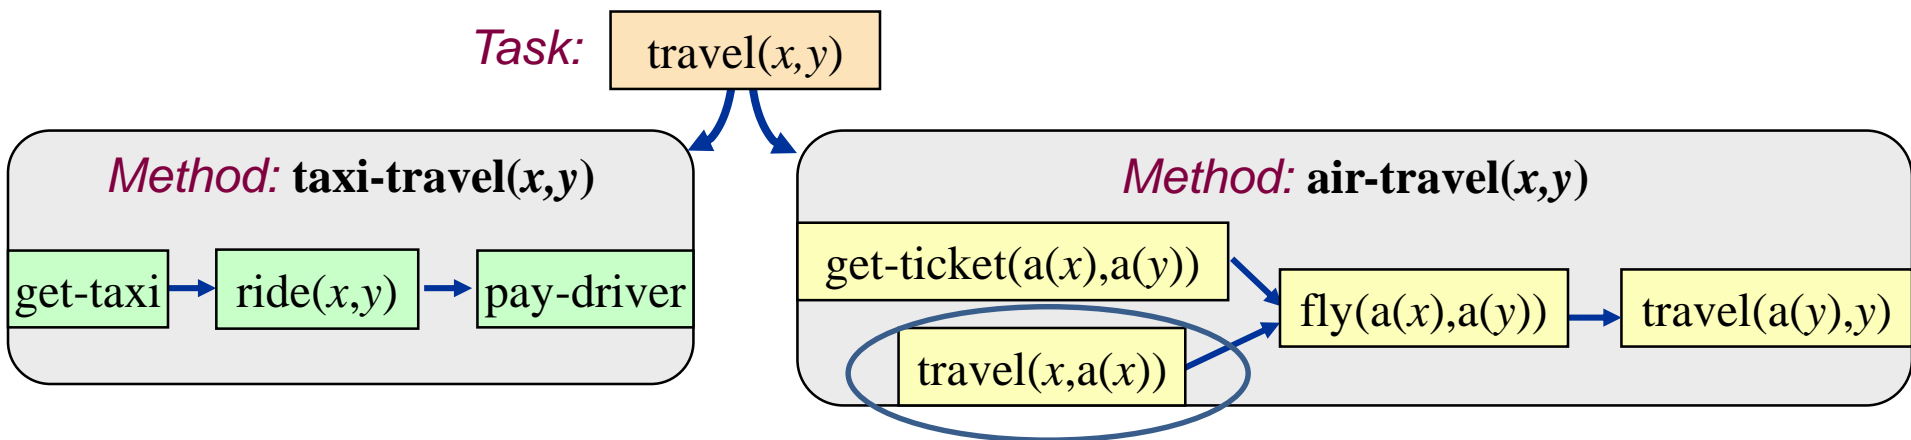 Task: travel(x,y)
Method: taxi-travel(x,y)
get-taxi ride(x,y) pay-driver
Method: air-travel(x,y)
get-ticket(a(x),a(y))
fly(a(x),a(y)) travel(a(y),y)
travel(x,a(x))